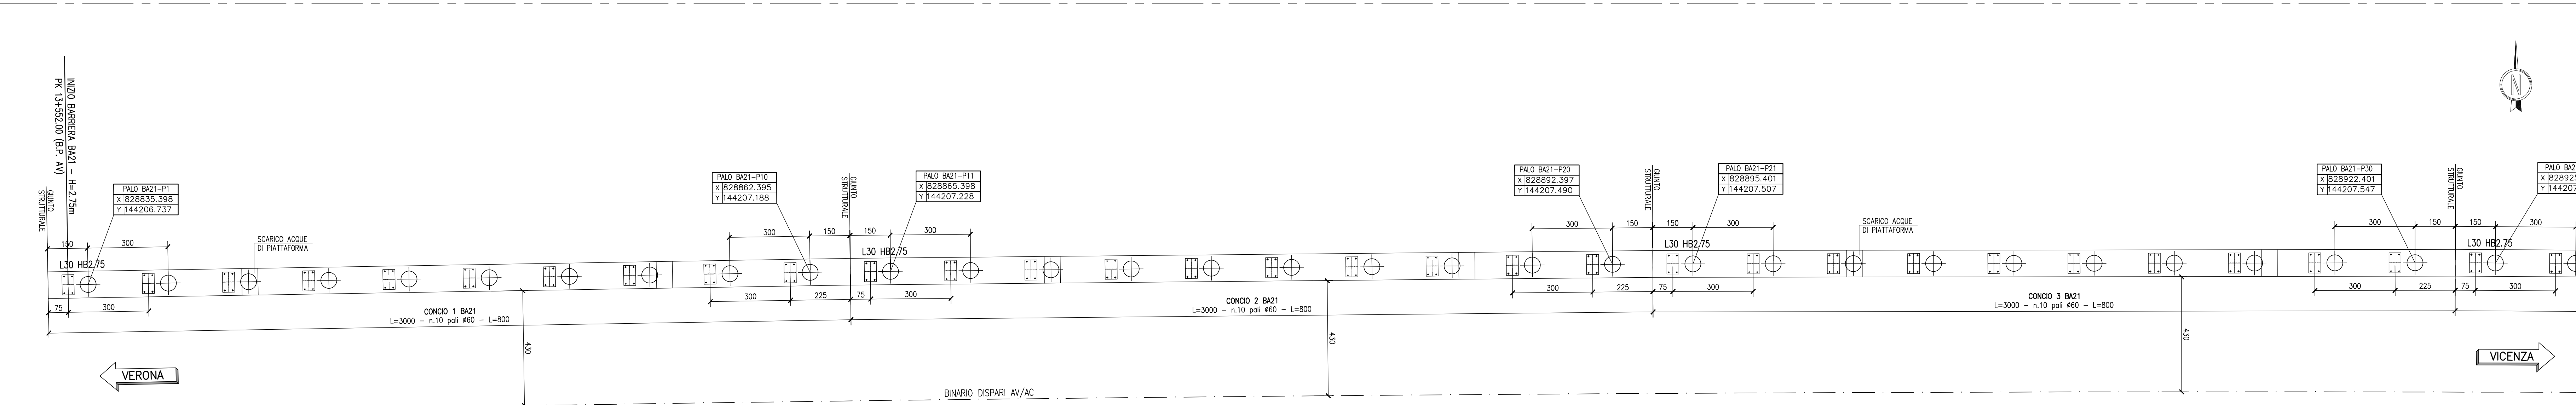 INIZIO BARRIERA BA21 - H=2.75m
PK 13+552.00 (B.P. AV)
GIUNTO
STRUTTURALE
PALO BA21-P1
X 828835.398
Y 144206.737
150
300
L30 HB2,75
SCARICO ACQUE
DI PIATTAFORMA
75
300
CONCIO 1 BA21
L=3000 - n.10 pali ø60 - L=800
430
VERONA
PALO BA21-P10
X 828862.395
Y 144207.188
GIUNTO
STRUTTURALE
PALO BA21-P11
X 828865.398
Y 144207.228
300
150
150
300
L30 HB2,75
300
225
75
300
CONCIO 2 BA21
L=3000 - n.10 pali ø60 - L=800
430
BINARIO DISPARI AV/AC
PALO BA21-P20
X 828892.397
Y 144207.490
GIUNTO
STRUTTURALE
PALO BA21-P21
X 828895.401
Y 144207.507
300
150
150
300
L30 HB2,75
SCARICO ACQUE
DI PIATTAFORMA
300
225
75
300
CONCIO 3 BA21
L=3000 - n.10 pali ø60 - L=800
430
N
PALO BA21-P30
X 828922.401
Y 144207.547
GIUNTO
STRUTTURALE
PALO BA2
X 828925
Y 144207
300
150
150
300
L30 HB2,75
300
225
75
300
VICENZA